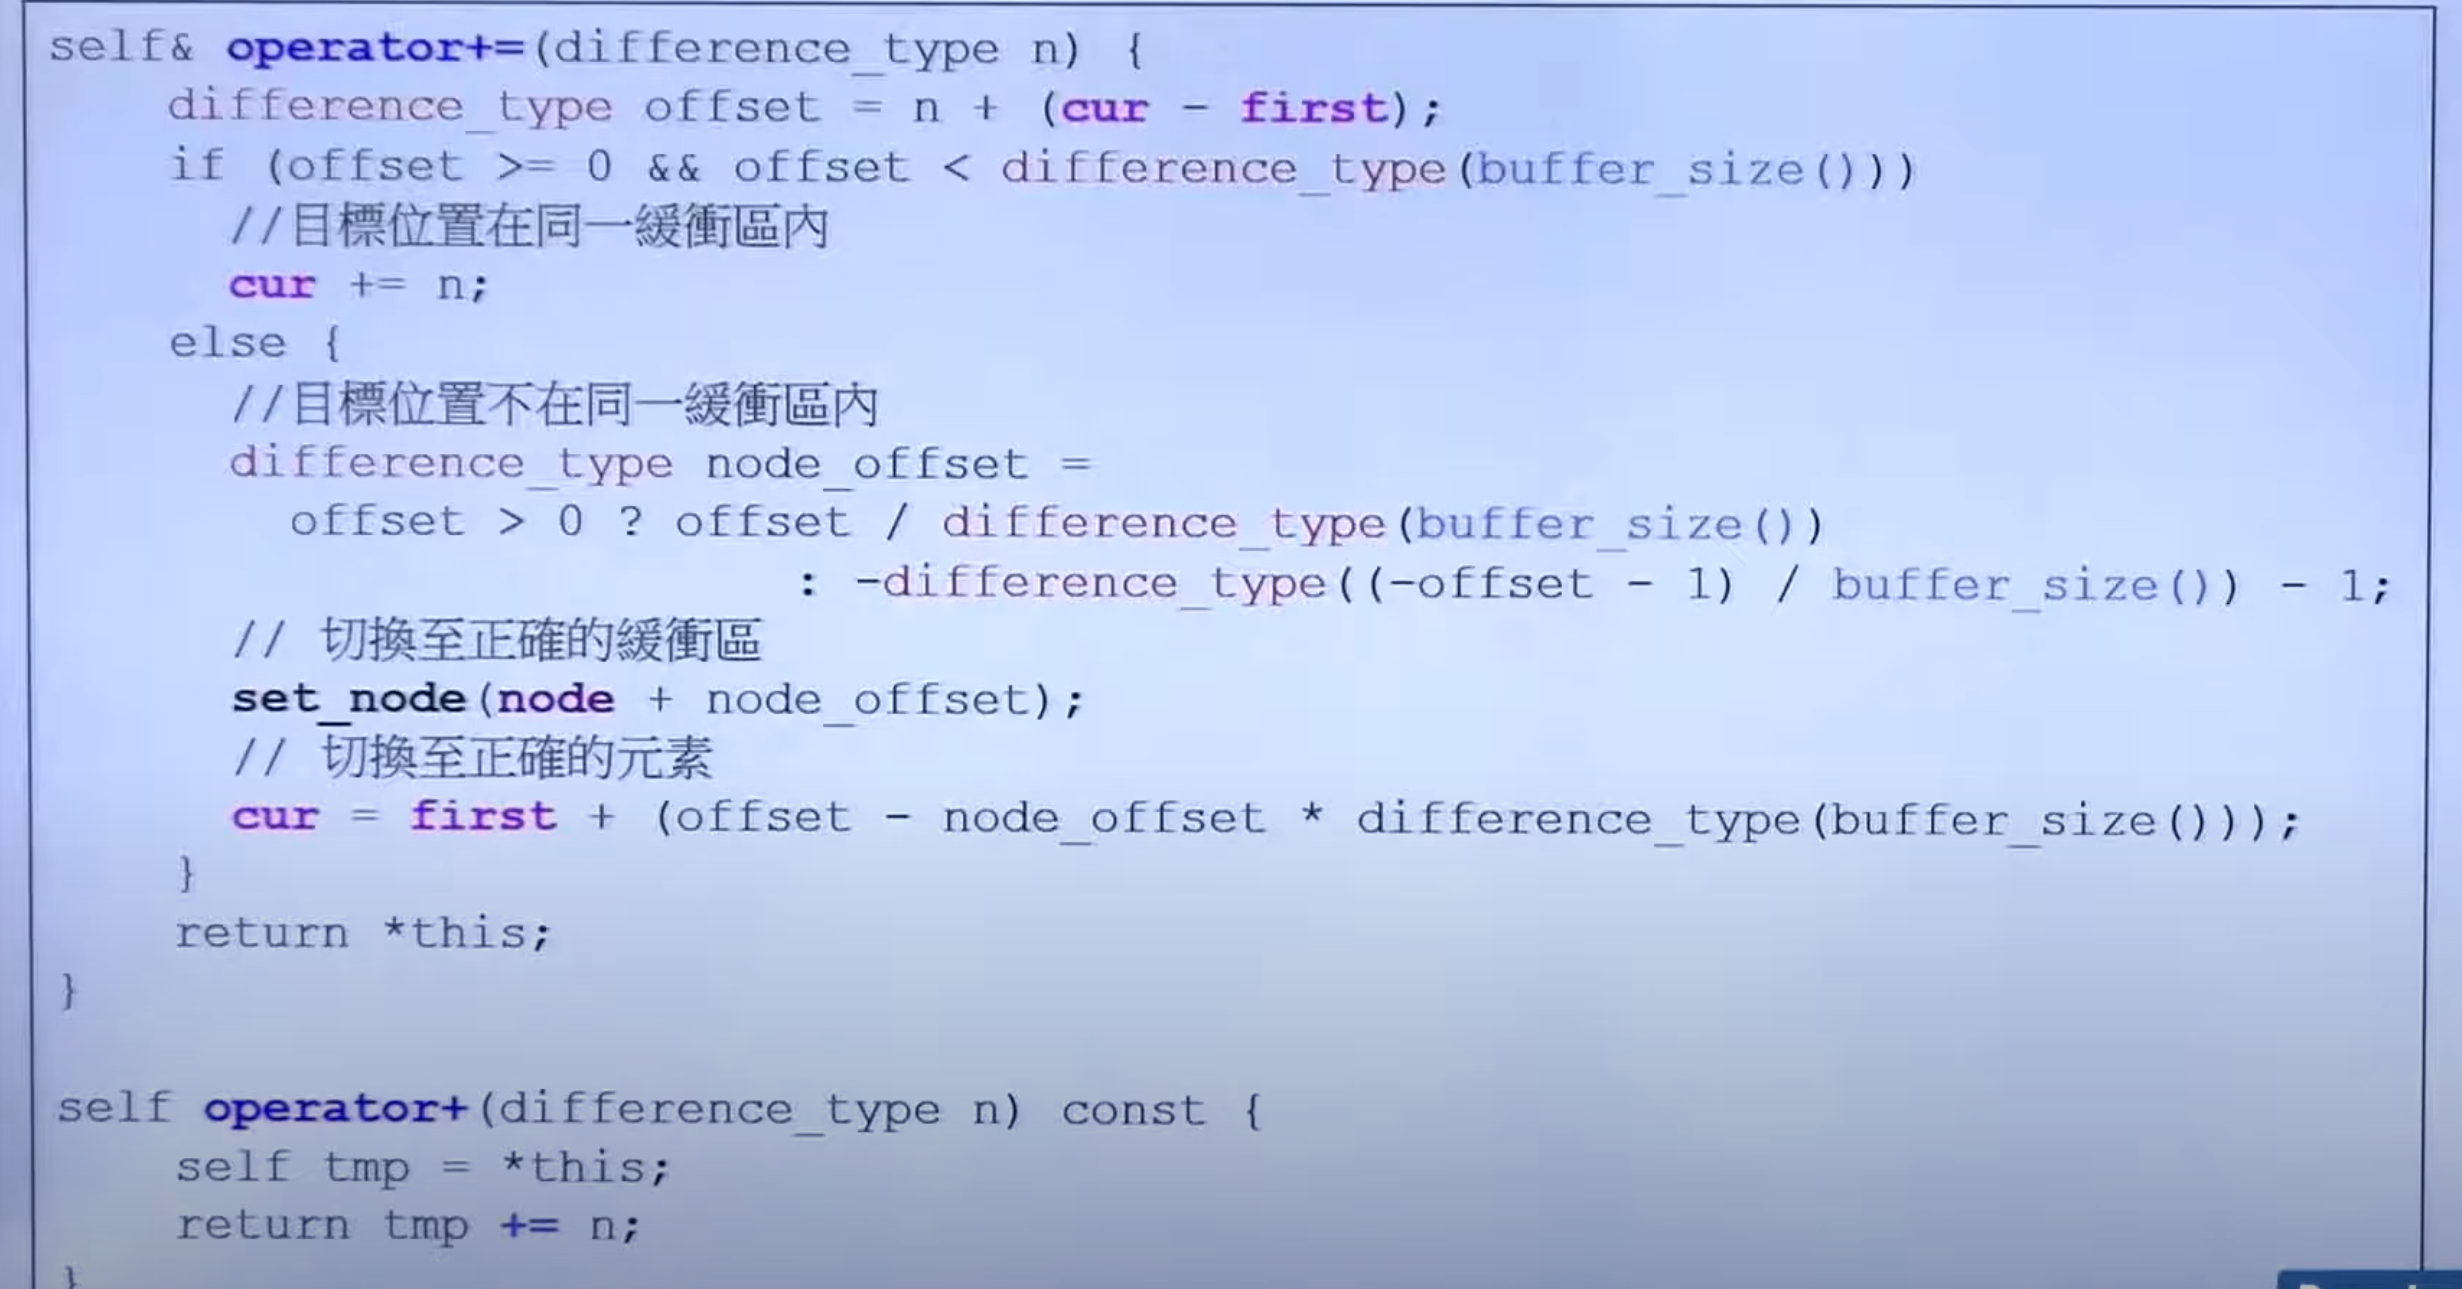 self& operator+=(difference_type n) {
    difference_type offset = n + (cur - first);
    if (offset >= 0 && offset < difference_type(buffer_size()))
      //目標位置在同一緩衝區內
      cur += n;
    else {
      //目標位置不在同一緩衝區內
      difference_type node_offset =
        offset > 0 ? offset / difference_type(buffer_size())
                   : -difference_type((-offset - 1) / buffer_size()) - 1;
      // 切換至正確的緩衝區
      set_node(node + node_offset);
      // 切換至正確的元素
      cur = first + (offset - node_offset * difference_type(buffer_size()));
    }
    return *this;
}
self operator+(difference_type n) const {
    self tmp = *this;
    return tmp += n;
}